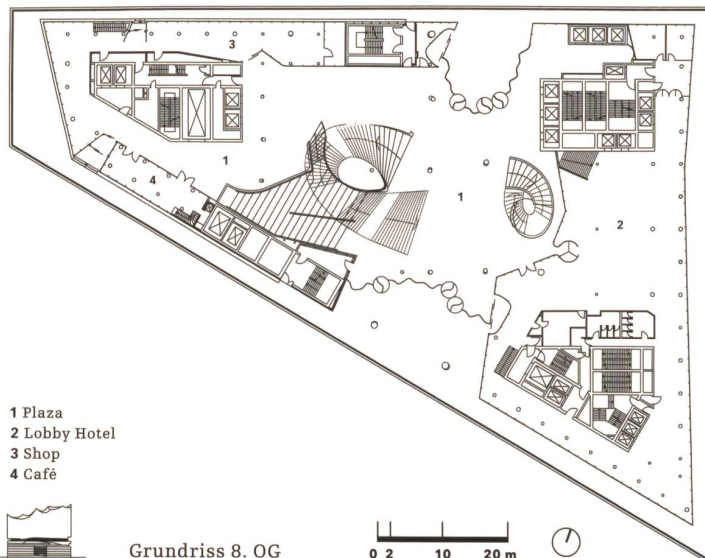 3
1
4
1
2
1 Plaza
2 Lobby Hotel
3 Shop
4 Café
Grundriss 8. OG
0 2 10 20 m